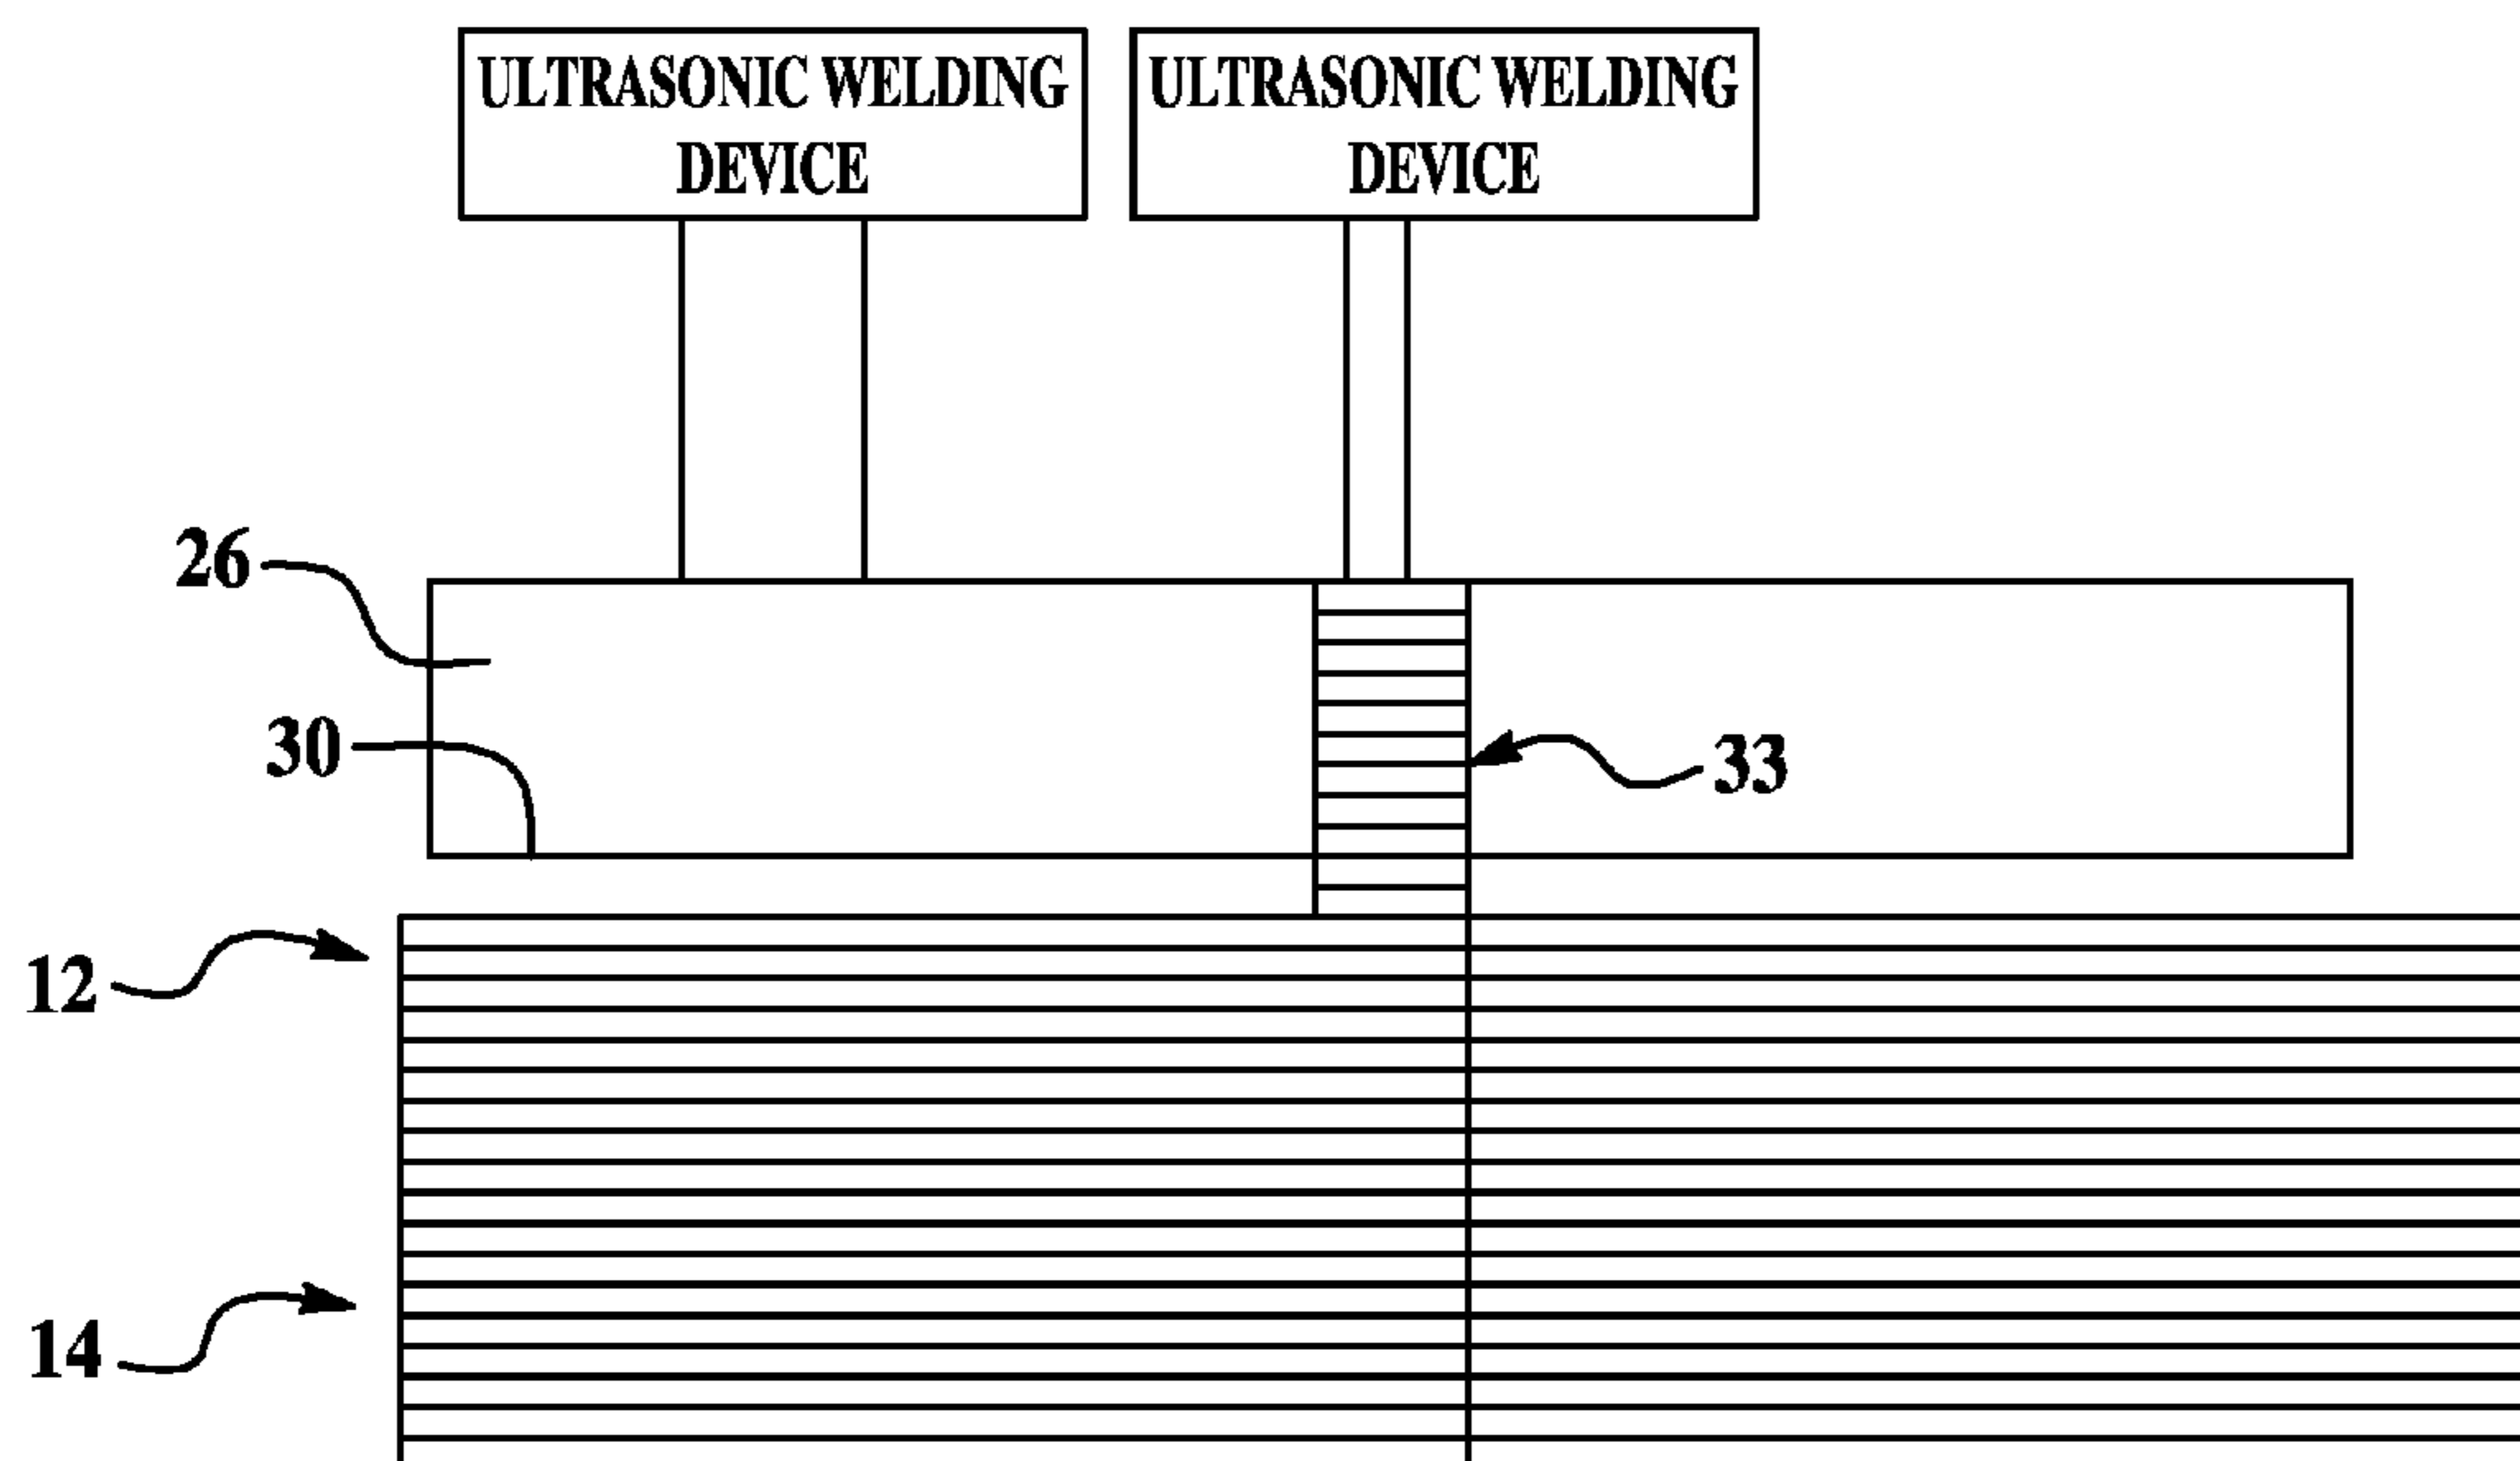 ULTRASONIC WELDING
DEVICE
ULTRASONIC WELDING
DEVICE
26
30
33
12
14